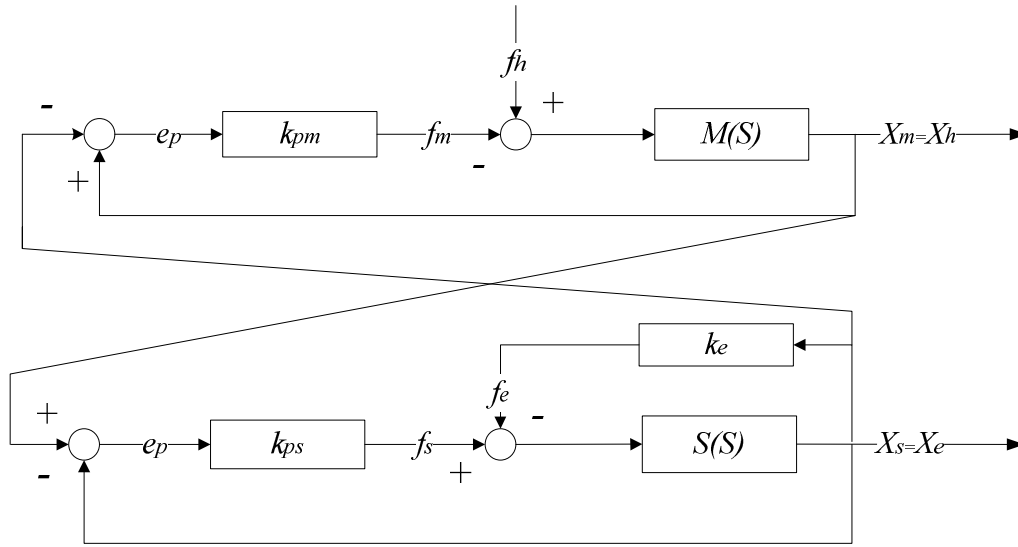 fh
- + 
ep kpm fm M(S) Xm=Xh
+ -
ke
fe
+ -
ep kps fs S(S) Xs=Xe
- +